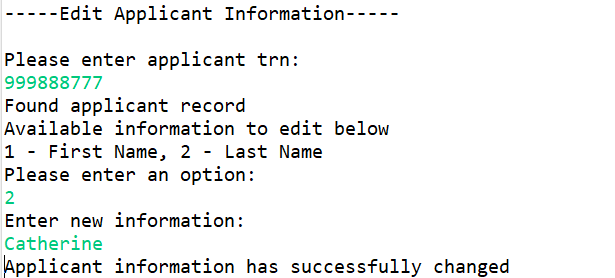 -----Edit Applicant Information-----
Please enter applicant trn:
999888777
Found applicant record
Available information to edit below
1 - First Name, 2 - Last Name
Please enter an option:
2
Enter new information:
Catherine
Applicant information has successfully changed